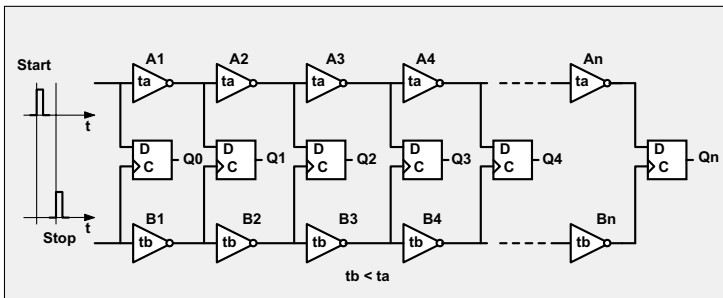 A1 A2 A3 A4 An
Start
ta ta ta ta ta
t
D D D D D D
C Q0 C Q1 C Q2 C Q3 C Q4 C Qn
B1 B2 B3 B4 Bn
t
Stop
tb tb tb tb tb
tb < ta